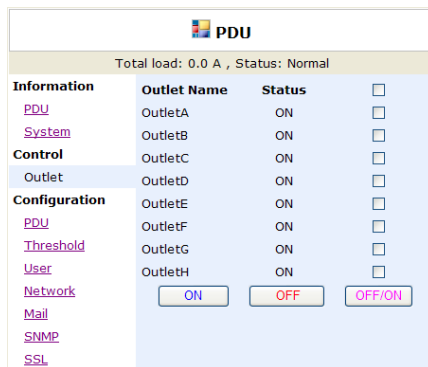 PDU
Total load: 0.0 A , Status: Normal
Information
PDU
System
Control
Outlet
Configuration
PDU
Threshold
User
Network
Mail
SNMP
SSL
Outlet Name Status
OutletA ON
OutletB ON
OutletC ON
OutletD ON
OutletE ON
OutletF ON
OutletG ON
OutletH ON
ON OFF OFF/ON